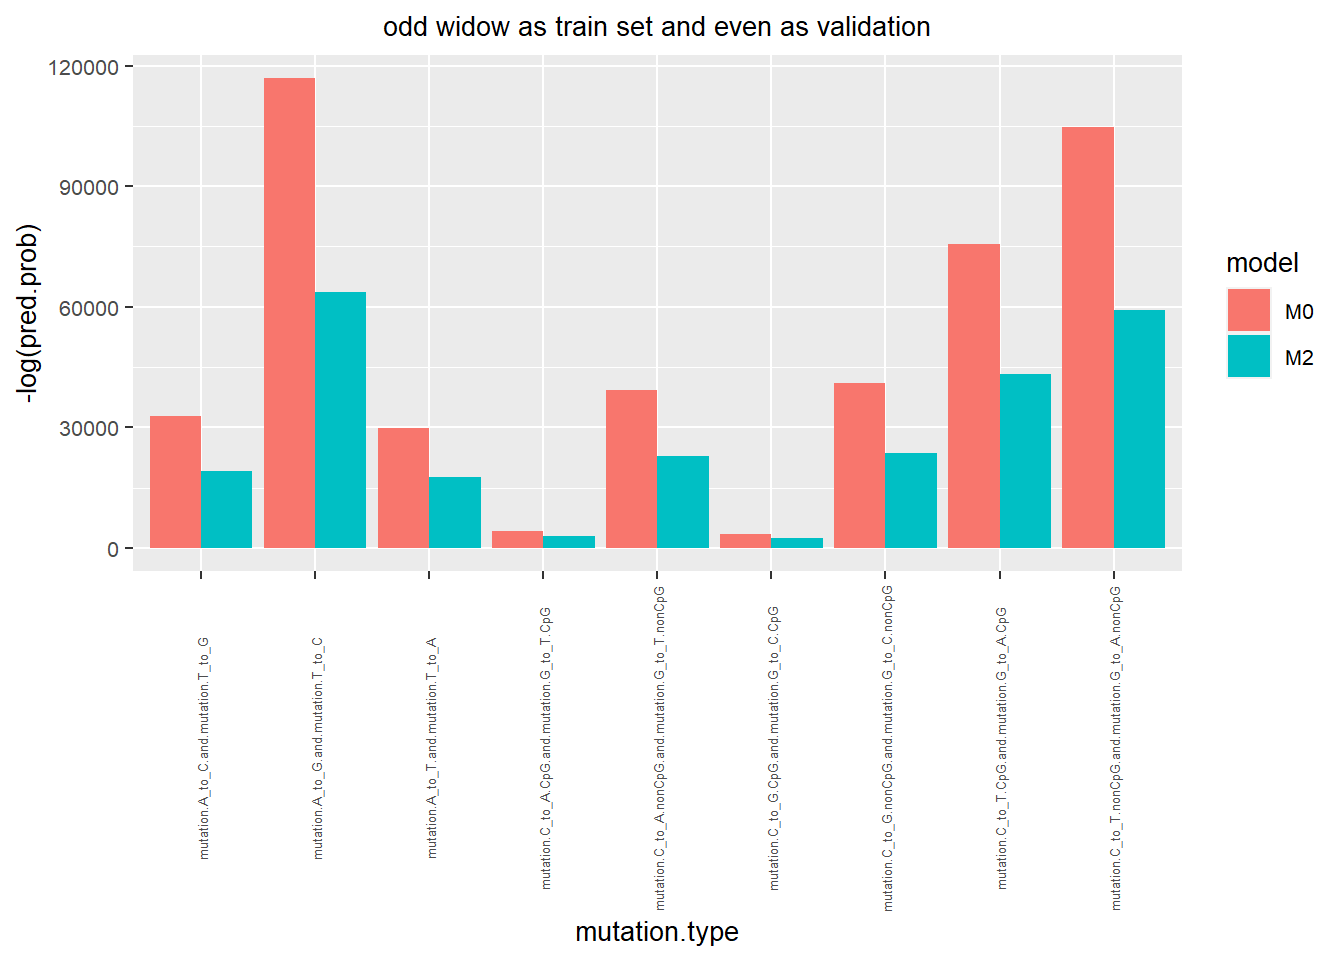 odd widow as train set and even as validation
-log(pred.prob)
120000
90000
60000
30000
0
mutation.A_to_C.and.mutation.T_to_G
mutation.A_to_G.and.mutation.T_to_C
mutation.A_to_T.and.mutation.T_to_A
mutation.C_to_A.CpG.and.mutation.G_to_T.CpG
mutation.C_to_A.nonCpG.and.mutation.G_to_T.nonCpG
mutation.C_to_G.CpG.and.mutation.G_to_C.CpG
mutation.C_to_G.nonCpG.and.mutation.G_to_C.nonCpG
mutation.C_to_T.CpG.and.mutation.G_to_A.CpG
mutation.C_to_T.nonCpG.and.mutation.G_to_A.nonCpG
mutation.type
model
M0
M2